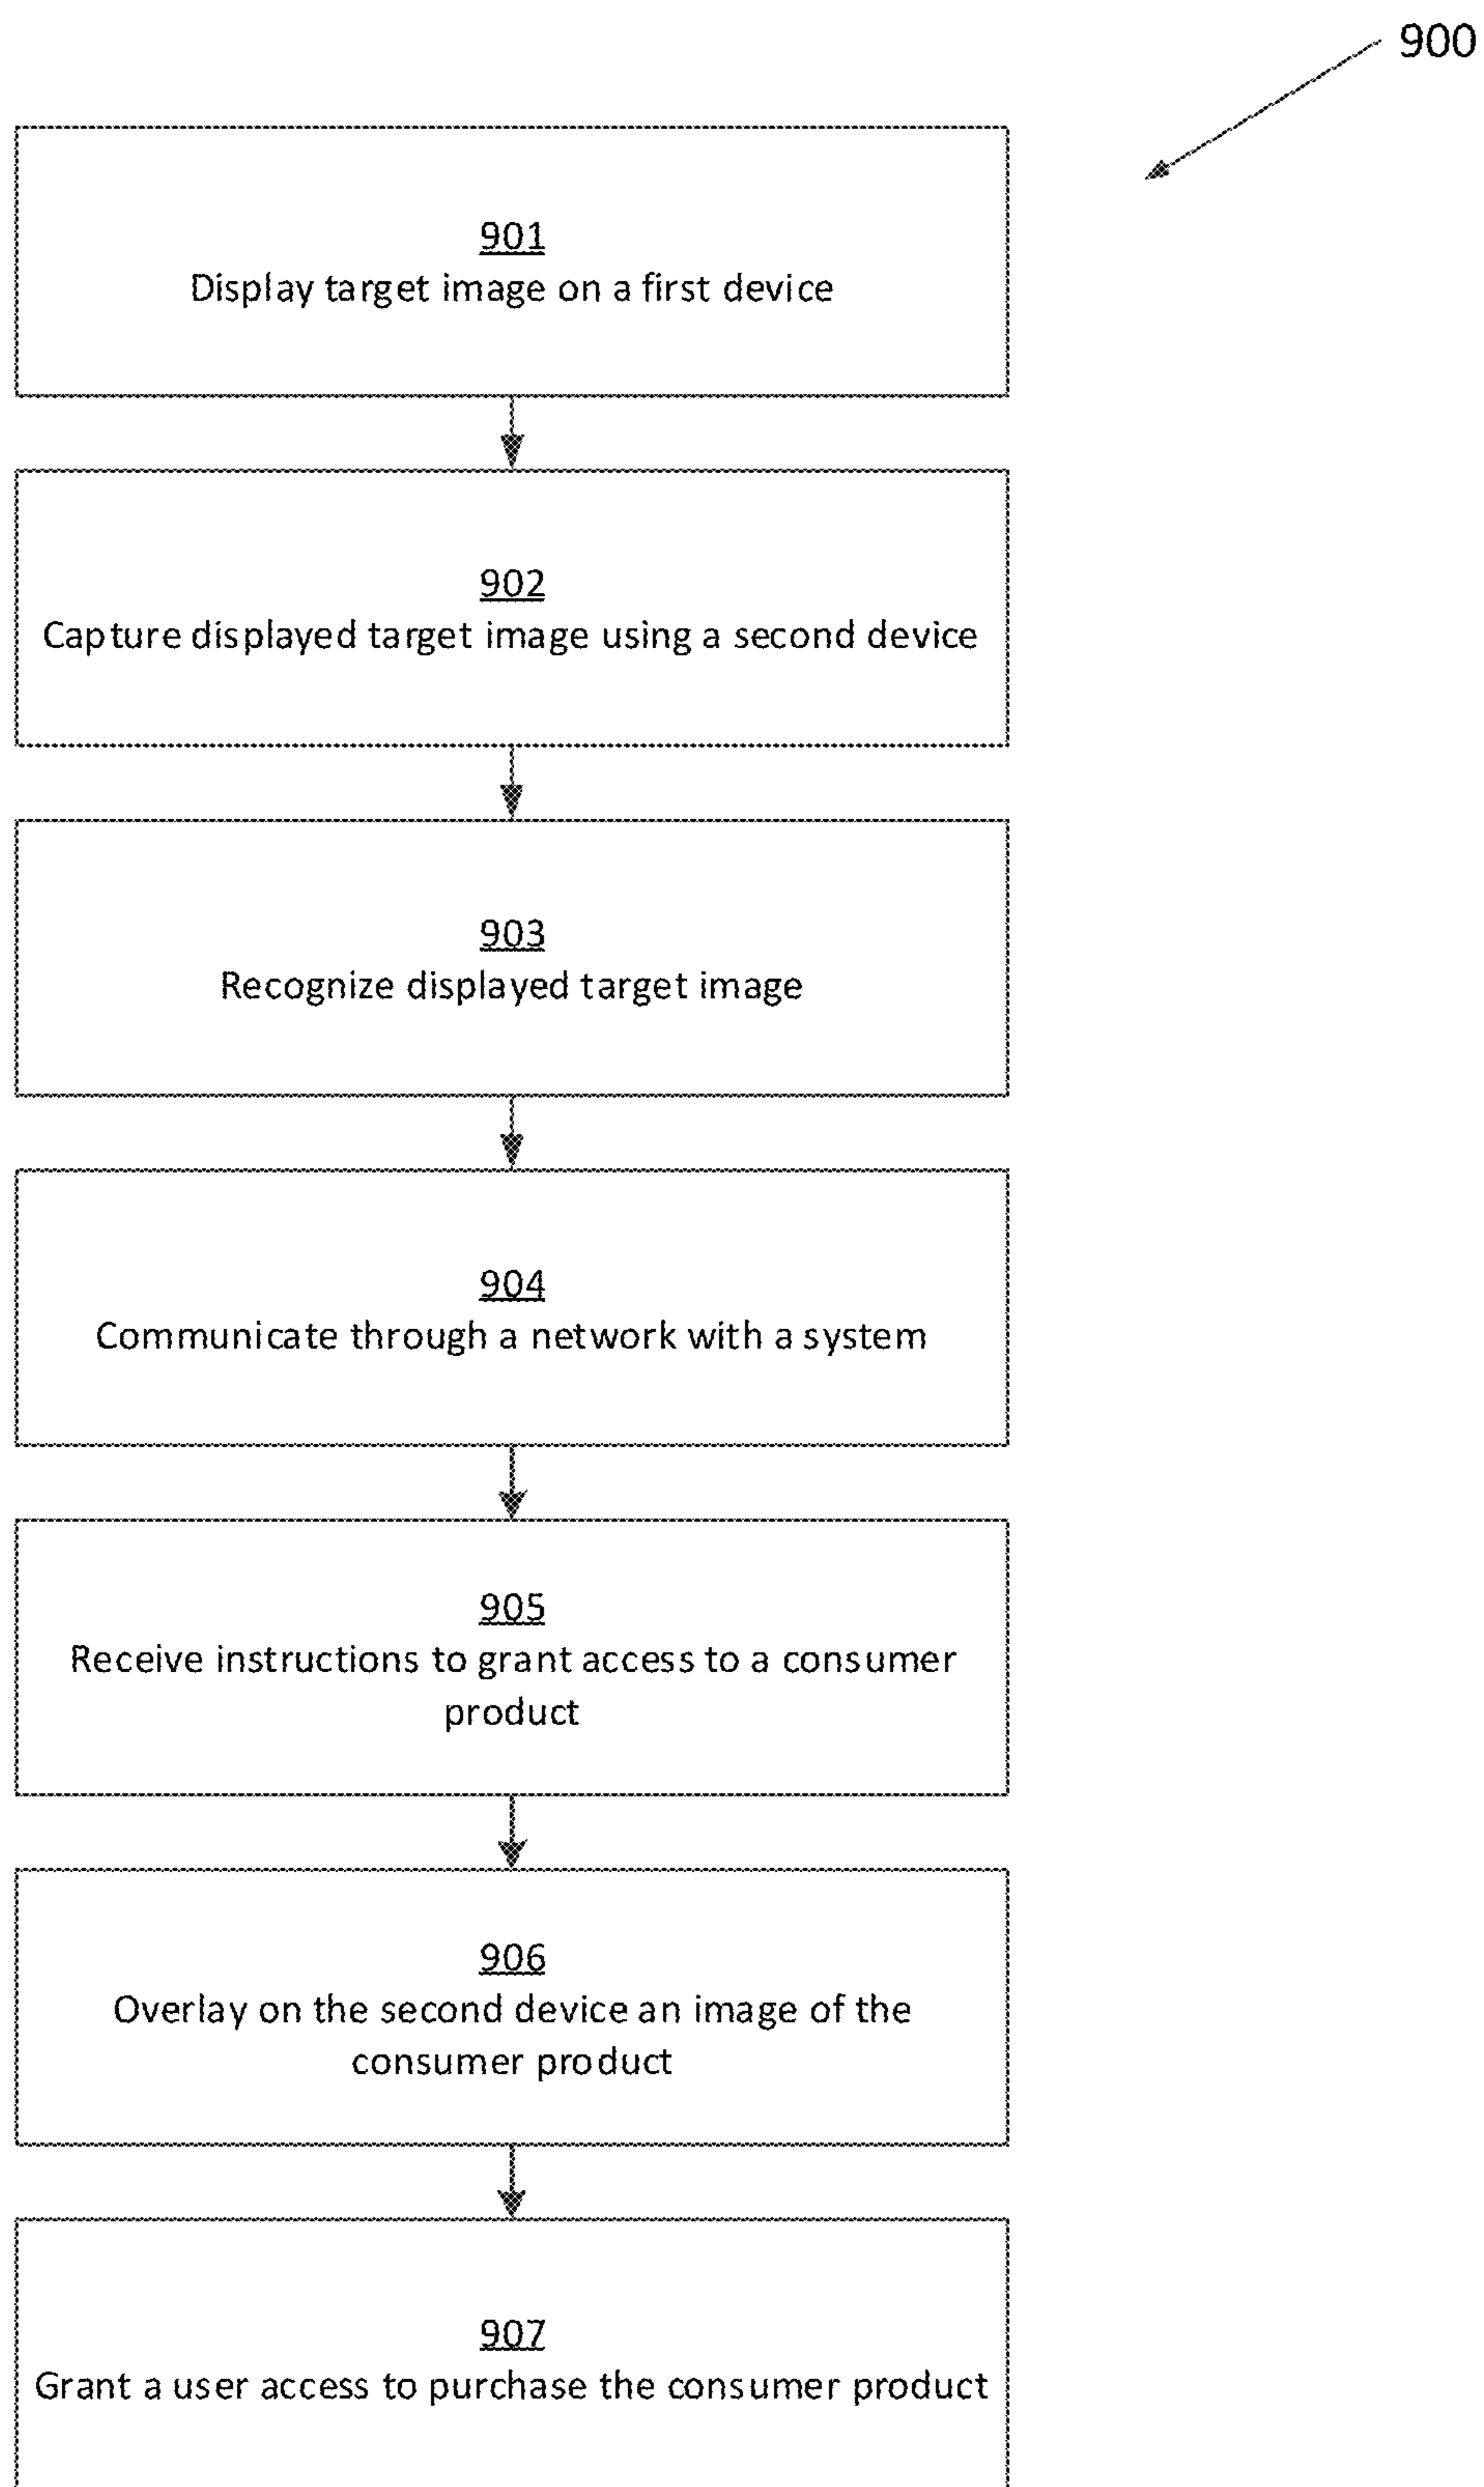 900
901
Display target image on a first device
902
Capture displayed target image using a second device
903
Recognize displayed target image
904
Communicate through a network with a system
905
Receive instructions to grant access to a consumer
product
906
Overlay on the second device an image of the
consumer product
907
Grant a user access to purchase the consumer product